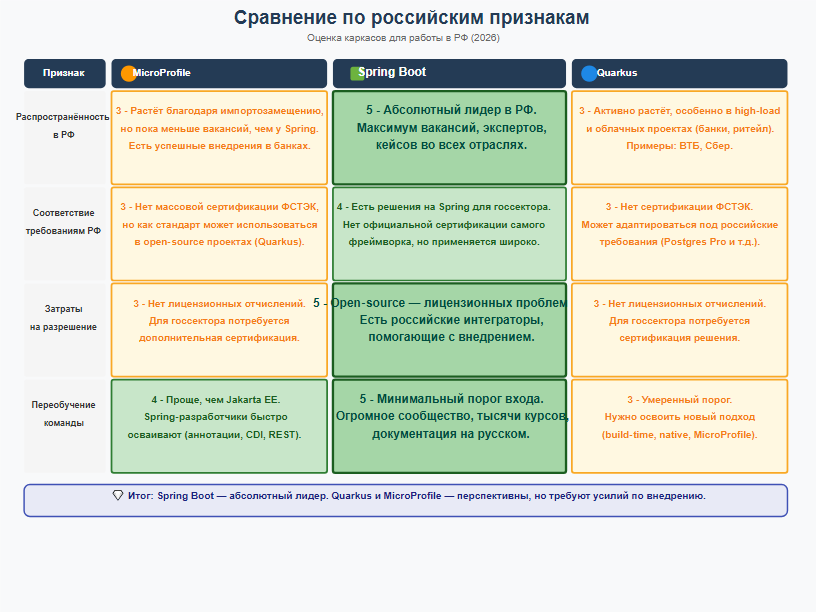 Сравнение по российским признакам
Оценка каркасов для работы в РФ (2026)
Признак
MicroProfile
Spring Boot
Quarkus
Распространённость
в РФ
3 - Растёт благодаря импортозамещению,
но пока меньше вакансий, чем у Spring.
Есть успешные внедрения в банках.
5 - Абсолютный лидер в РФ.
Максимум вакансий, экспертов,
кейсов во всех отраслях.
3 - Активно растёт, особенно в high-load
и облачных проектах (банки, ритейл).
Примеры: ВТБ, Сбер.
Соответствие
требованиям РФ
3 - Нет массовой сертификации ФСТЭК,
но как стандарт может использоваться
в open-source проектах (Quarkus).
4 - Есть решения на Spring для госсектора.
Нет официальной сертификации самого
фреймворка, но применяется широко.
3 - Нет сертификации ФСТЭК.
Может адаптироваться под российские
требования (Postgres Pro и т.д.).
Затраты
на разрешение
3 - Нет лицензионных отчислений.
Для госсектора потребуется
дополнительная сертификация.
5 - Open-source — лицензионных проблем
Есть российские интеграторы,
помогающие с внедрением.
3 - Нет лицензионных отчислений.
Для госсектора потребуется
сертификация решения.
Переобучение
команды
4 - Проще, чем Jakarta EE.
Spring-разработчики быстро
осваивают (аннотации, CDI, REST).
5 - Минимальный порог входа.
Огромное сообщество, тысячи курсов,
документация на русском.
3 - Умеренный порог.
Нужно освоить новый подход
(build-time, native, MicroProfile).
Итог: Spring Boot — абсолютный лидер. Quarkus и MicroProfile — перспективны, но требуют усилий по внедрению.